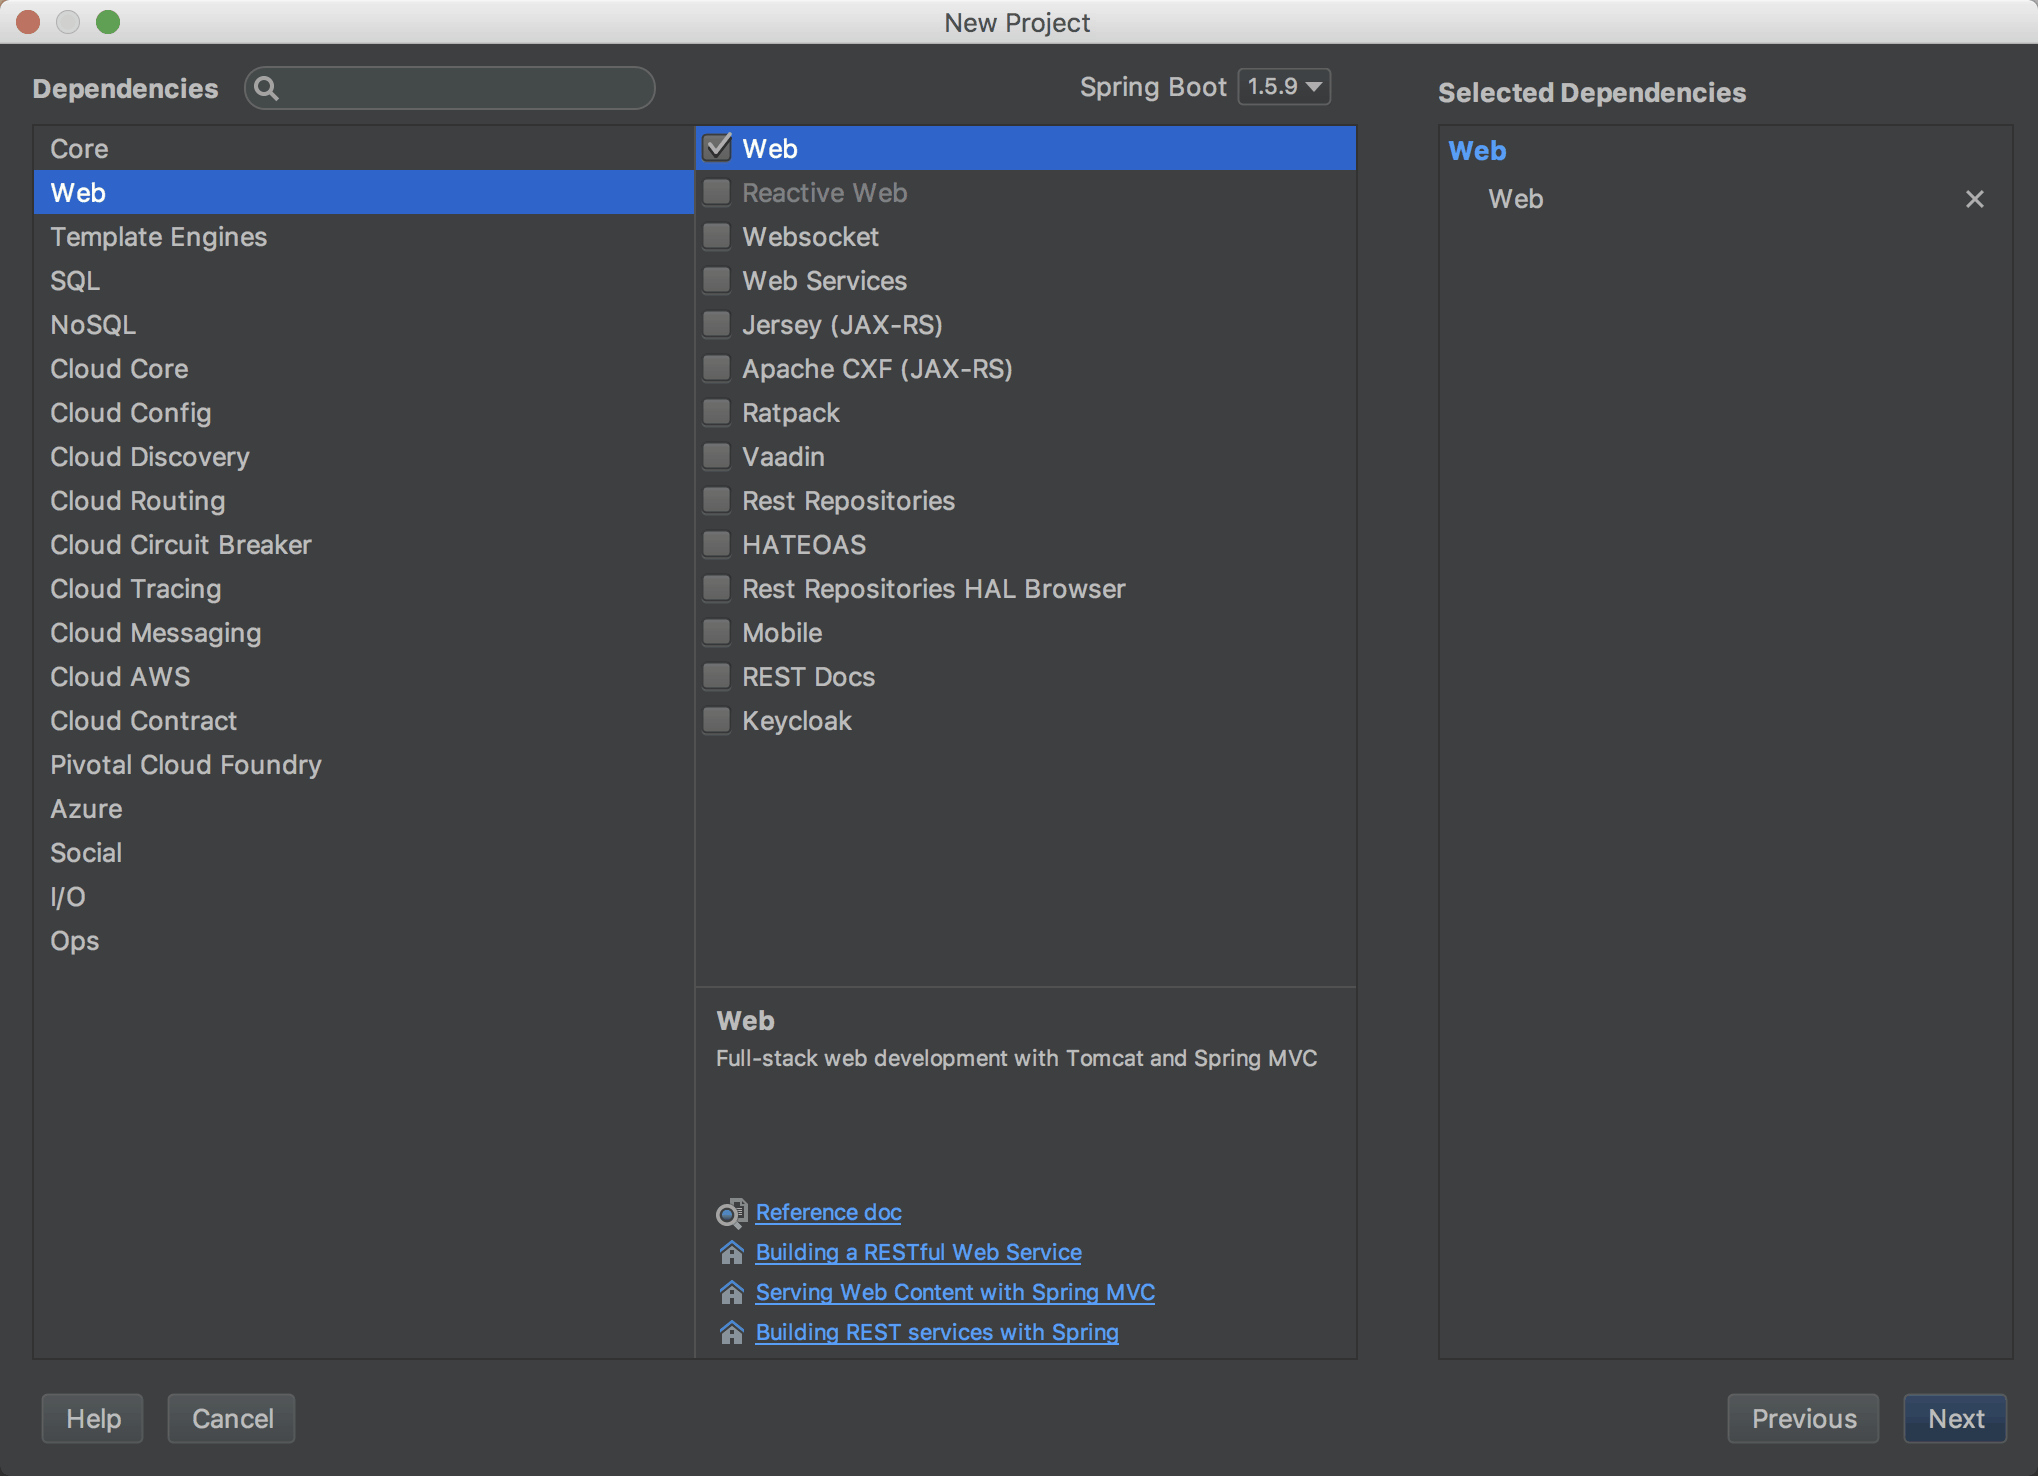 New Project
Dependencies
Spring Boot 1.5.9
Selected Dependencies
Core
Web
Template Engines
SQL
NoSQL
Cloud Core
Cloud Config
Cloud Discovery
Cloud Routing
Cloud Circuit Breaker
Cloud Tracing
Cloud Messaging
Cloud AWS
Cloud Contract
Pivotal Cloud Foundry
Azure
Social
I/O
Ops
Web
Reactive Web
Websocket
Web Services
Jersey (JAX-RS)
Apache CXF (JAX-RS)
Ratpack
Vaadin
Rest Repositories
HATEOAS
Rest Repositories HAL Browser
Mobile
REST Docs
Keycloak
Web
Full-stack web development with Tomcat and Spring MVC
Reference doc
Building a RESTful Web Service
Serving Web Content with Spring MVC
Building REST services with Spring
Web
Web
Help
Cancel
Previous
Next